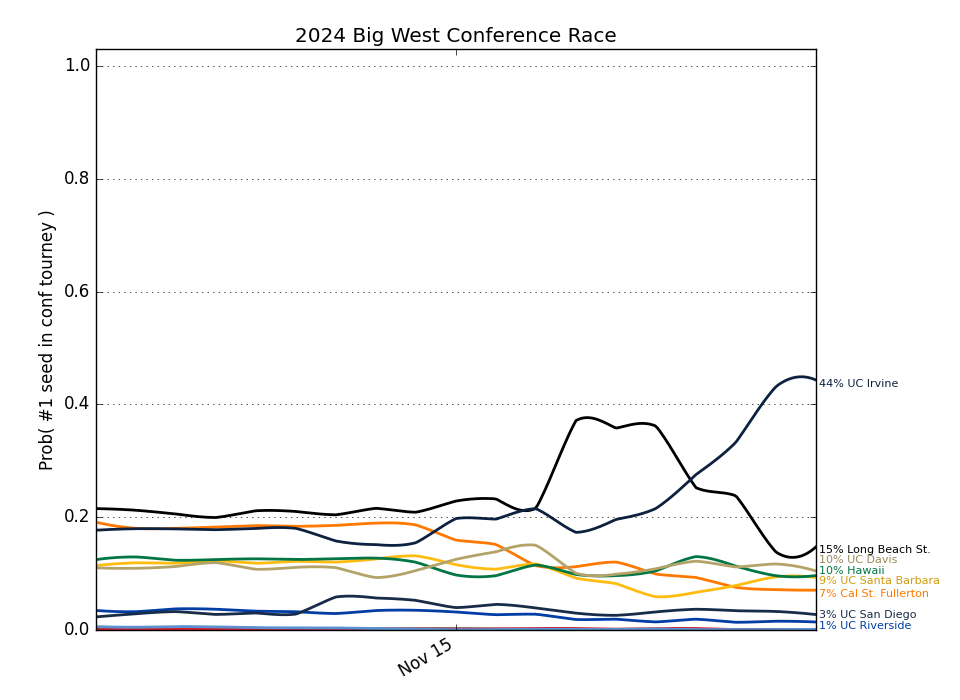 2024 Big West Conference Race
Prob( #1 seed in conf tourney )
1.0
0.8
0.6
0.4
0.2
0.0
Nov 15
44% UC Irvine
15% Long Beach St.
10% UC Davis
10% Hawaii
9% UC Santa Barbara
7% Cal St. Fullerton
3% UC San Diego
1% UC Riverside